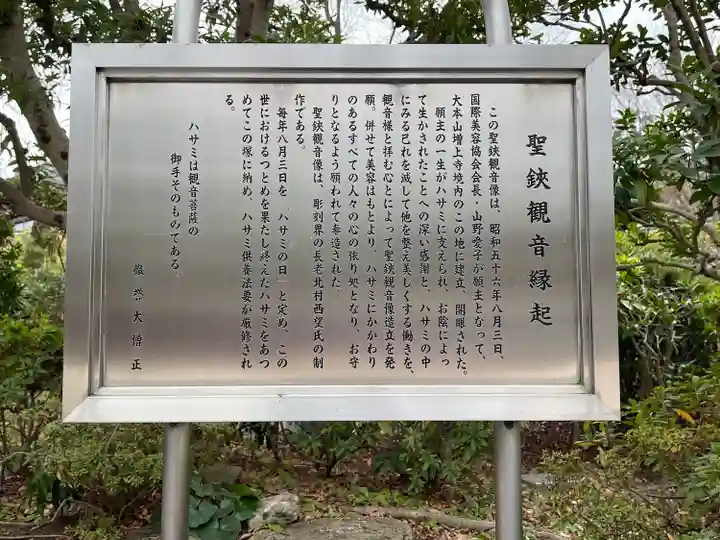 聖鋏観音縁起
この聖鋏観音像は、昭和五十六年八月三日、
国際美容協会会長・山野愛子が願主となって、
大本山増上寺境内のこの地に建立、開眼された。
願主の一生がハサミに支えられ、お陰によっ
て生かされたことへの深い感謝と、ハサミの中
にみる己れを滅して他を整え美しくする働きを、
観音様と拝む心とによって聖鋏観音像造立を発
願。併せて美容はもとより、ハサミにかかわり
のあるすべての人々の心の依り処となり、お守
りとなるよう願われて奉造された。
聖鋏観音像は、彫刻界の長老北村西望氏の制
作である。
毎年八月三日を「ハサミの日」と定め、この
世におけるつとめを果たし終えたハサミをあつ
めてこの塚に納め、ハサミ供養法要が厳修され
る。
ハサミは観音菩薩の
御手そのものである。
徹誉大僧正